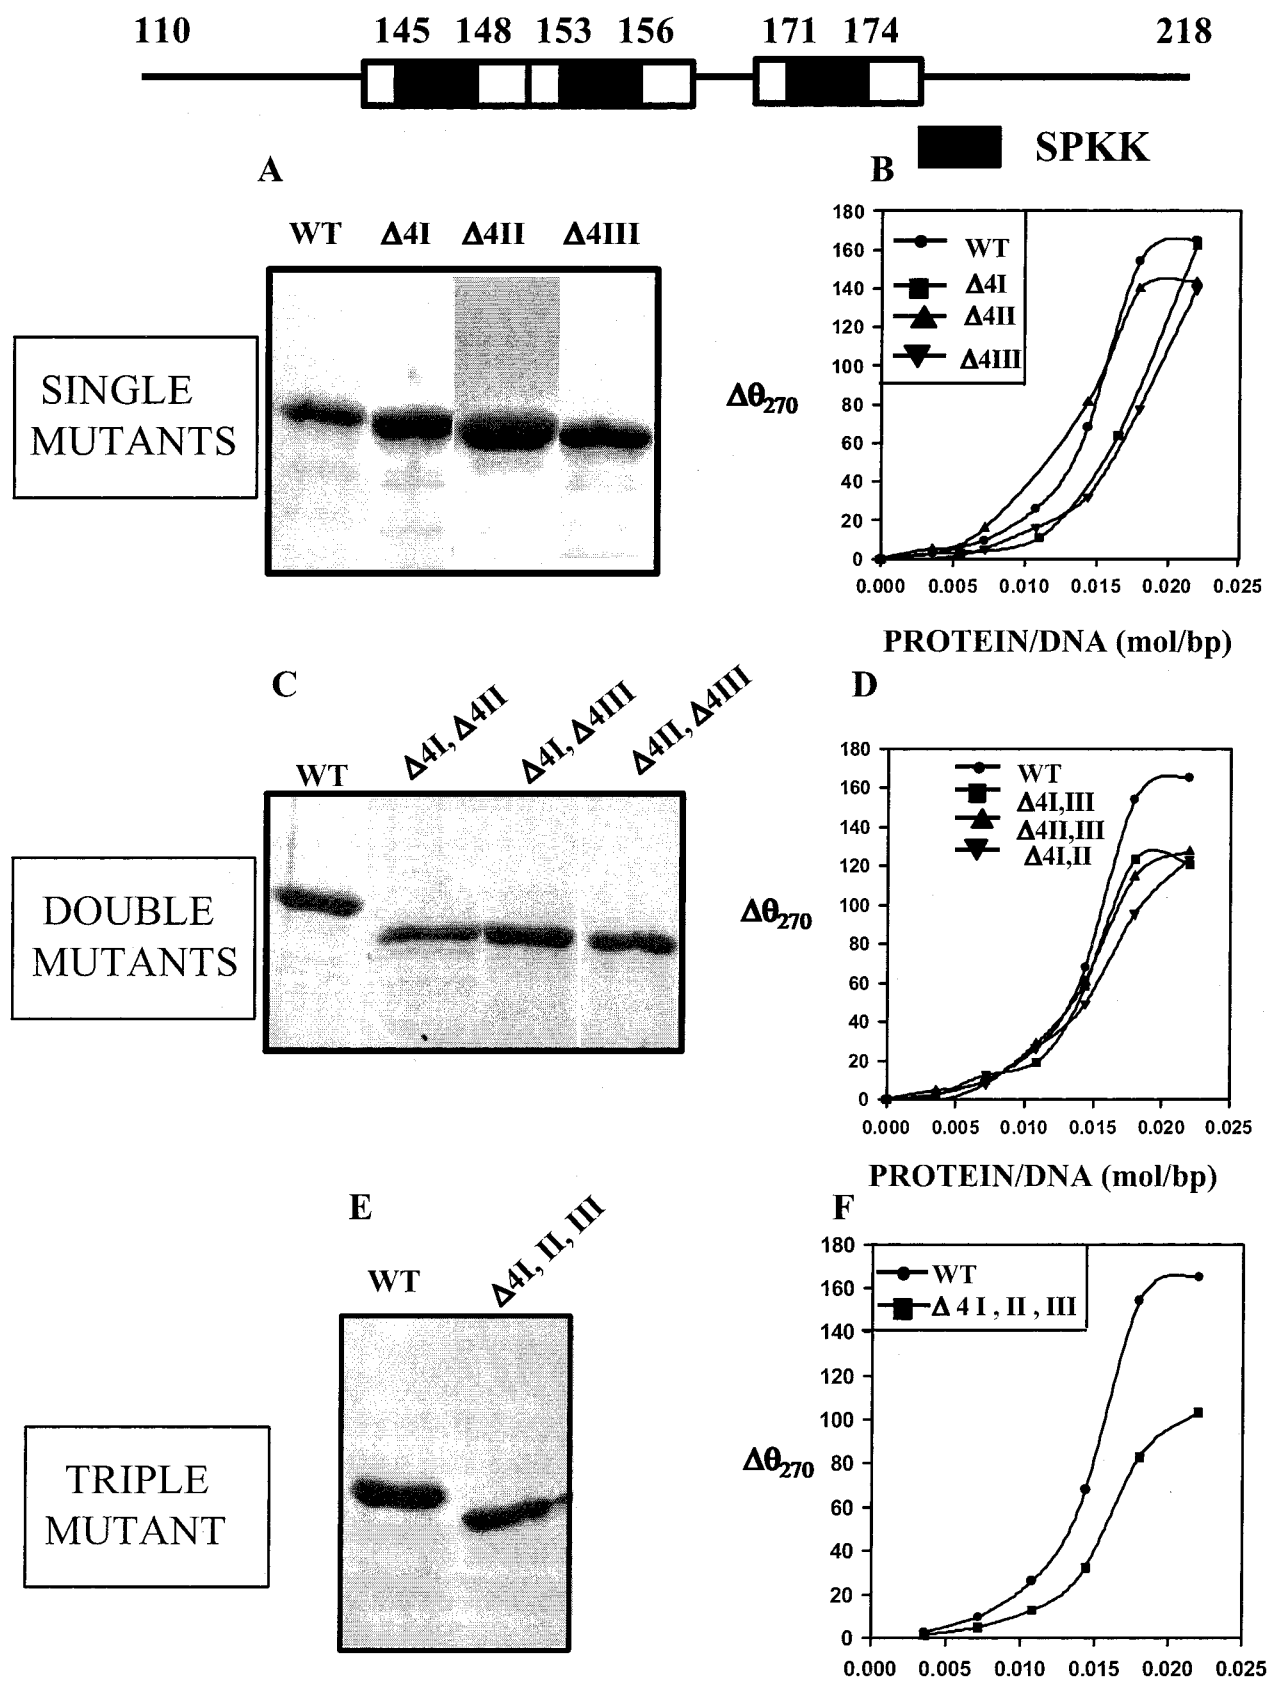 110 145 148 153 156 171 174 218
SPKK
A
WT Δ4I Δ4II Δ4III
SINGLE
MUTANTS
B
180
160
140
120
100
80
60
40
20
0
WT
Δ4I
Δ4II
Δ4III
Δθ270
0.000 0.005 0.010 0.015 0.020 0.025
PROTEIN/DNA (mol/bp)
C
WT Δ4I, Δ4II Δ4I, Δ4III Δ4II, Δ4III
DOUBLE
MUTANTS
D
180
160
140
120
100
80
60
40
20
0
WT
Δ4I,III
Δ4II,III
Δ4I,II
Δθ270
0.000 0.005 0.010 0.015 0.020 0.025
PROTEIN/DNA (mol/bp)
E
WT Δ4I, II, III
TRIPLE
MUTANT
F
180
160
140
120
100
80
60
40
20
0
WT
Δ 4 I , II , III
Δθ270
0.000 0.005 0.010 0.015 0.020 0.025